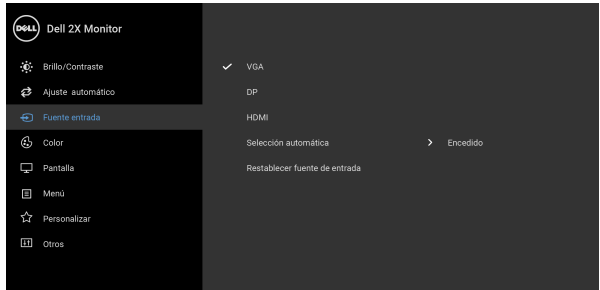 DELL Dell 2X Monitor
Brillo/Contraste
VGA
Ajuste automático
DP
Fuente entrada
HDMI
Color
Selección automática Encedido
Pantalla
Restablecer fuente de entrada
Menú
Personalizar
Otros